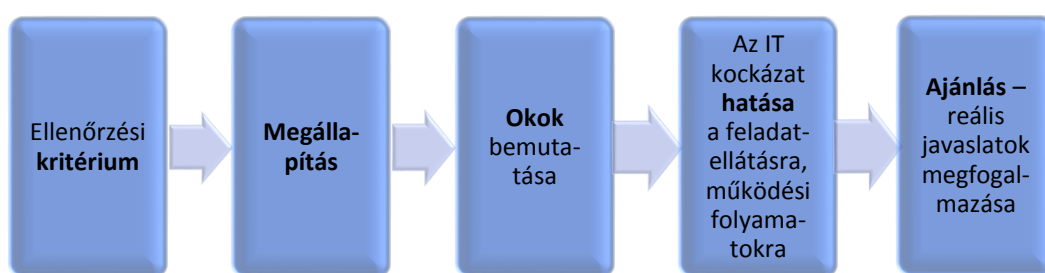 Ellenőrzési
kritérium
Megálla-
pítás
Okok
bemuta-
tása
Az IT
kockázat
hatása
a feladat-
ellátásra,
működési
folyama-
tokra
Ajánlás –
reális
javaslatok
megfogal-
mazása